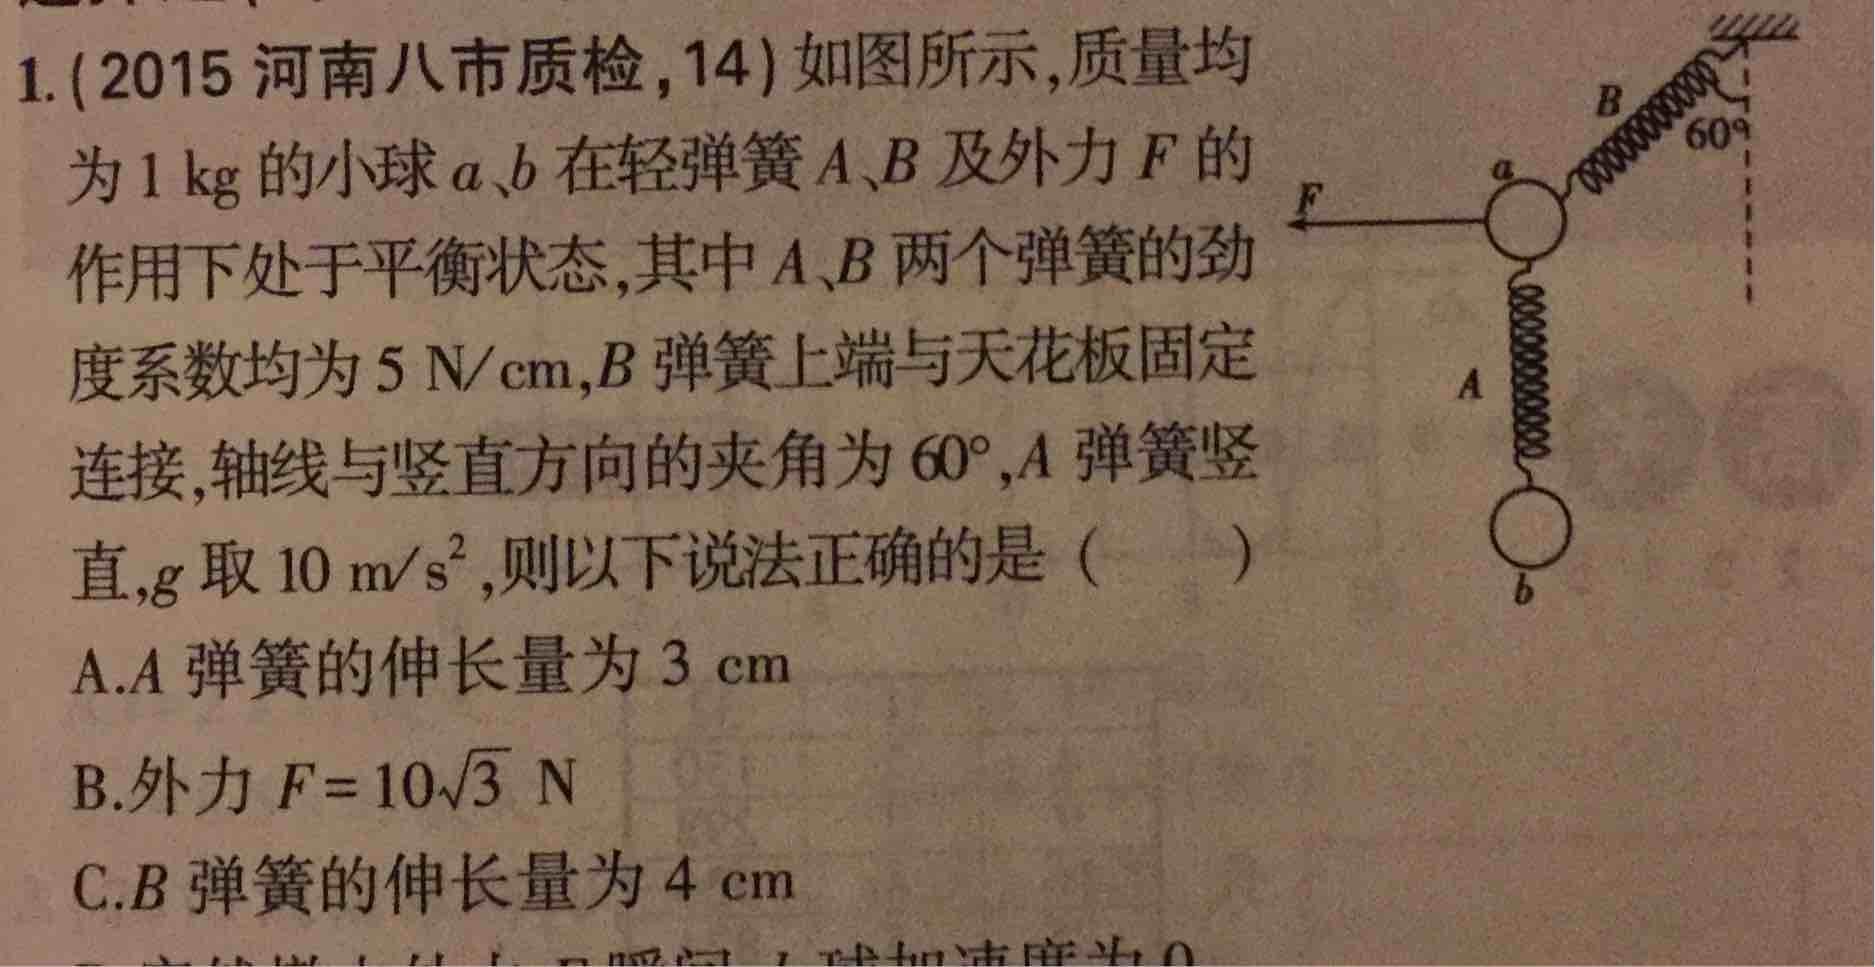 1.(2015 河南八市质检,14)如图所示,质量均
为 1 kg 的小球 a、b 在轻弹簧 A、B 及外力 F 的
作用下处于平衡状态,其中 A、B 两个弹簧的劲
度系数均为 5 N/cm,B 弹簧上端与天花板固定
连接,轴线与竖直方向的夹角为 60°,A 弹簧竖
直,g 取 10 m/s²,则以下说法正确的是 (    )
A.A 弹簧的伸长量为 3 cm
B.外力 F=10√3 N
C.B 弹簧的伸长量为 4 cm
B
60°
a
F
A
b